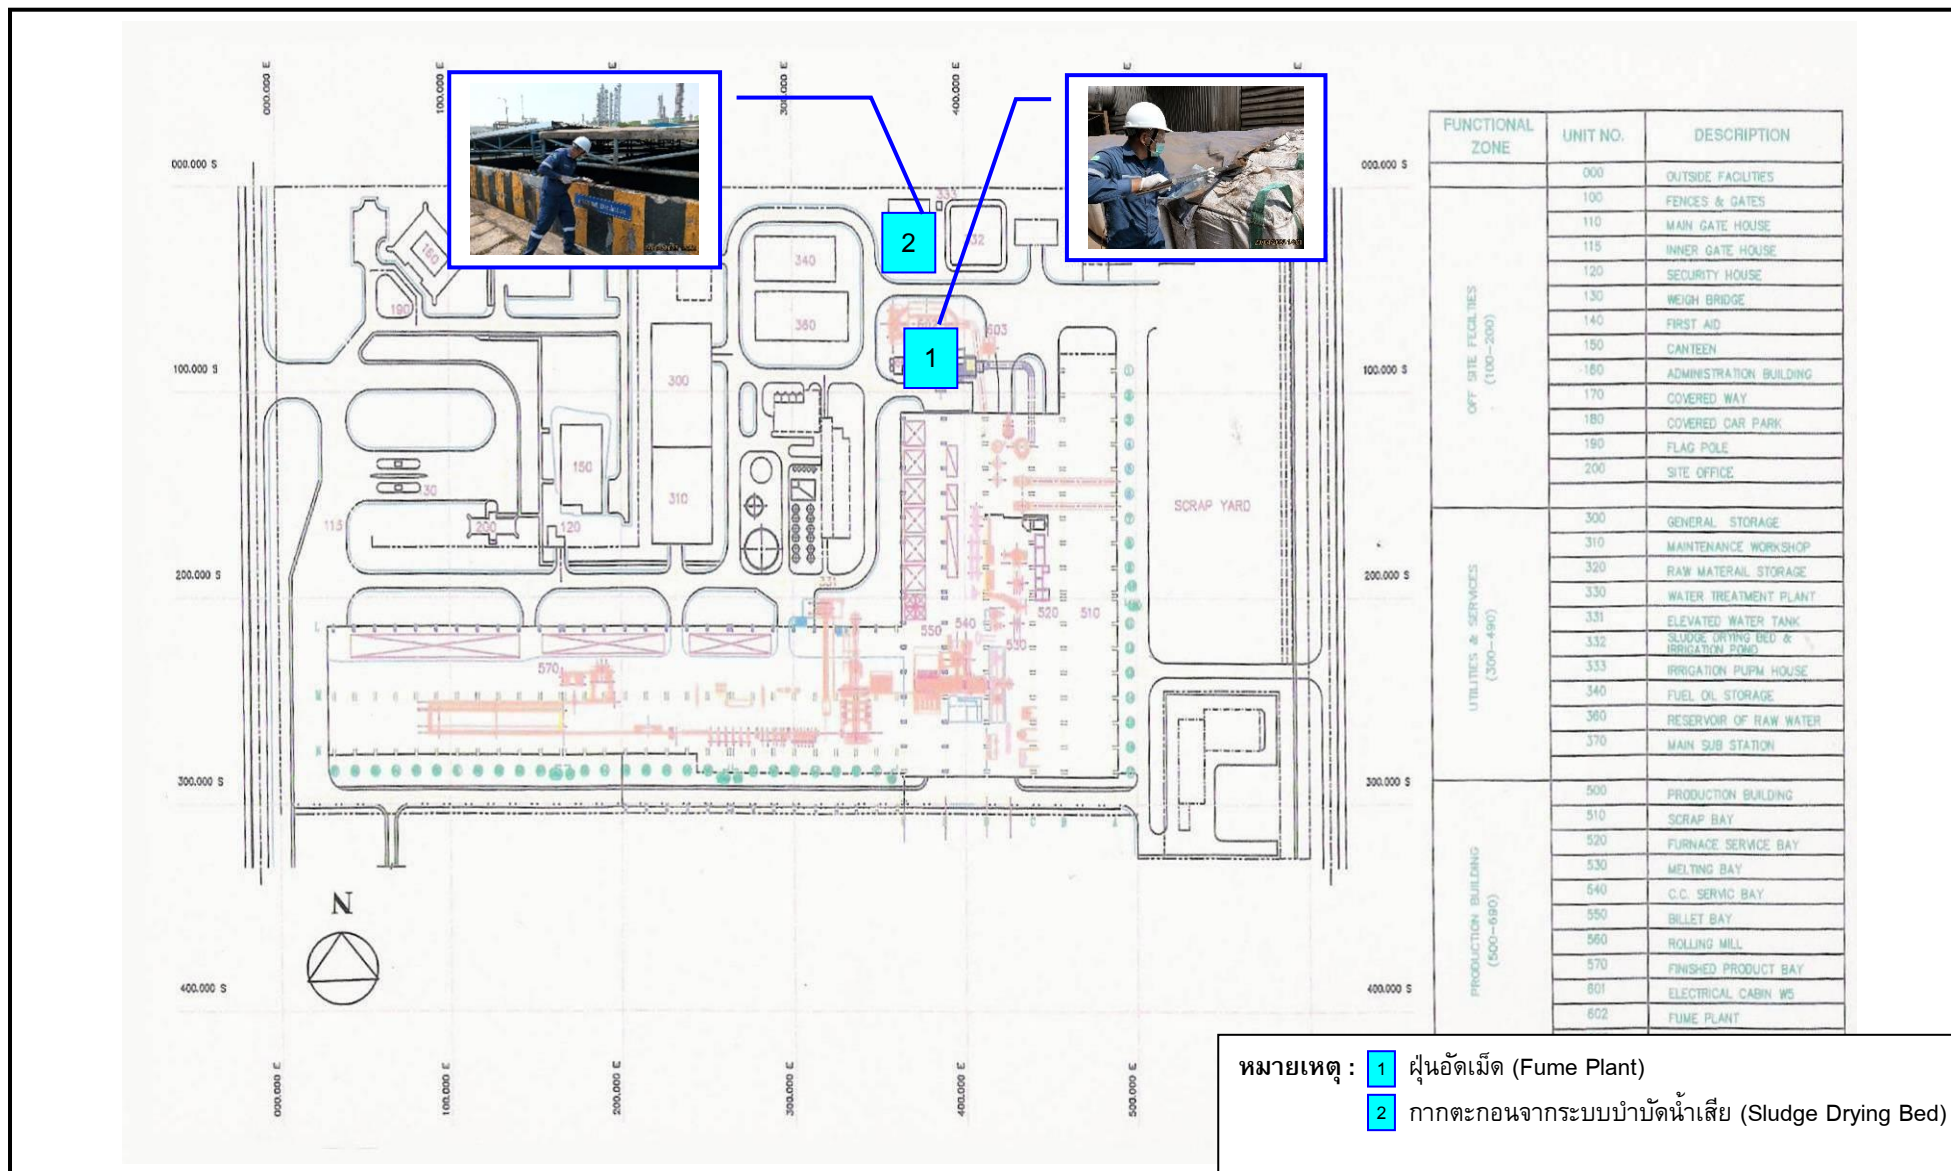 000.000 E
100.000 E
300.000 E
400.000 E
000.000 S
000.000 S
100.000 S
100.000 S
200.000 S
200.000 S
300.000 S
300.000 S
400.000 S
400.000 S
333
2
340
160
190
360
603
1
300
150
310
30
115
200
120
SCRAP YARD
331
520
510
550
540
530
570
N
000.000 E
100.000 E
200.000 E
300.000 E
400.000 E
500.000 E
FUNCTIONAL ZONE UNIT NO. DESCRIPTION
000 OUTSIDE FACILITIES
OFF SITE FECILITIES
(100-200)
100 FENCES & GATES
110 MAIN GATE HOUSE
115 INNER GATE HOUSE
120 SECURITY HOUSE
130 WEIGH BRIDGE
140 FIRST AID
150 CANTEEN
160 ADMINISTRATION BUILDING
170 COVERED WAY
180 COVERED CAR PARK
190 FLAG POLE
200 SITE OFFICE
UTILITIES & SERVICES
(300-490)
300 GENERAL STORAGE
310 MAINTENANCE WORKSHOP
320 RAW MATERAIL STORAGE
330 WATER TREATMENT PLANT
331 ELEVATED WATER TANK
332 SLUDGE DRYING BED & IRRIGATION POND
333 IRRIGATION PUPM HOUSE
340 FUEL OIL STORAGE
360 RESERVOIR OF RAW WATER
370 MAIN SUB STATION
PRODUCTION BUILDING
(500-690)
500 PRODUCTION BUILDING
510 SCRAP BAY
520 FURNACE SERVICE BAY
530 MELTING BAY
540 C.C. SERVIC BAY
550 BILLET BAY
560 ROLLING MILL
570 FINISHED PRODUCT BAY
601 ELECTRICAL CABIN W5
602 FUME PLANT
หมายเหตุ : 1 ฝุ่นอัดเม็ด (Fume Plant)
2 กากตะกอนจากระบบบำบัดน้ำเสีย (Sludge Drying Bed)